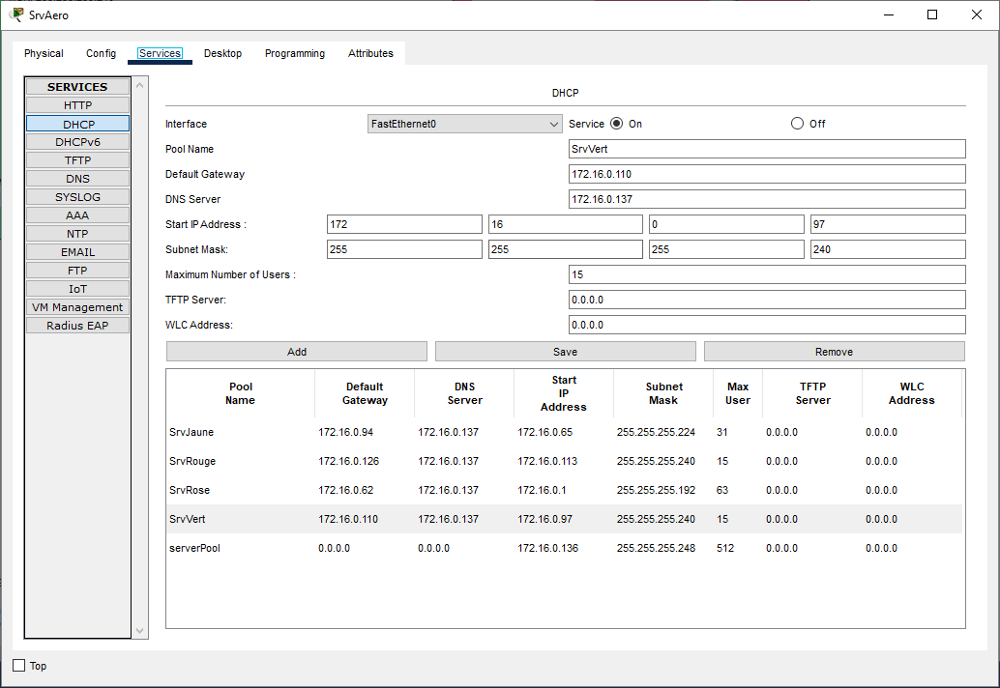 SrvAero
Physical Config Services Desktop Programming Attributes
SERVICES
HTTP
DHCP
DHCPv6
TFTP
DNS
SYSLOG
AAA
NTP
EMAIL
FTP
IoT
VM Management
Radius EAP
DHCP
Interface FastEthernet0 Service On Off
Pool Name SrvVert
Default Gateway 172.16.0.110
DNS Server 172.16.0.137
Start IP Address : 172 16 0 97
Subnet Mask: 255 255 255 240
Maximum Number of Users : 15
TFTP Server: 0.0.0.0
WLC Address: 0.0.0.0
Add Save Remove
Pool Name Default Gateway DNS Server Start IP Address Subnet Mask Max User TFTP Server WLC Address
SrvJaune 172.16.0.94 172.16.0.137 172.16.0.65 255.255.255.224 31 0.0.0.0 0.0.0.0
SrvRouge 172.16.0.126 172.16.0.137 172.16.0.113 255.255.255.240 15 0.0.0.0 0.0.0.0
SrvRose 172.16.0.62 172.16.0.137 172.16.0.1 255.255.255.192 63 0.0.0.0 0.0.0.0
SrvVert 172.16.0.110 172.16.0.137 172.16.0.97 255.255.255.240 15 0.0.0.0 0.0.0.0
serverPool 0.0.0.0 0.0.0.0 172.16.0.136 255.255.255.248 512 0.0.0.0 0.0.0.0
Top